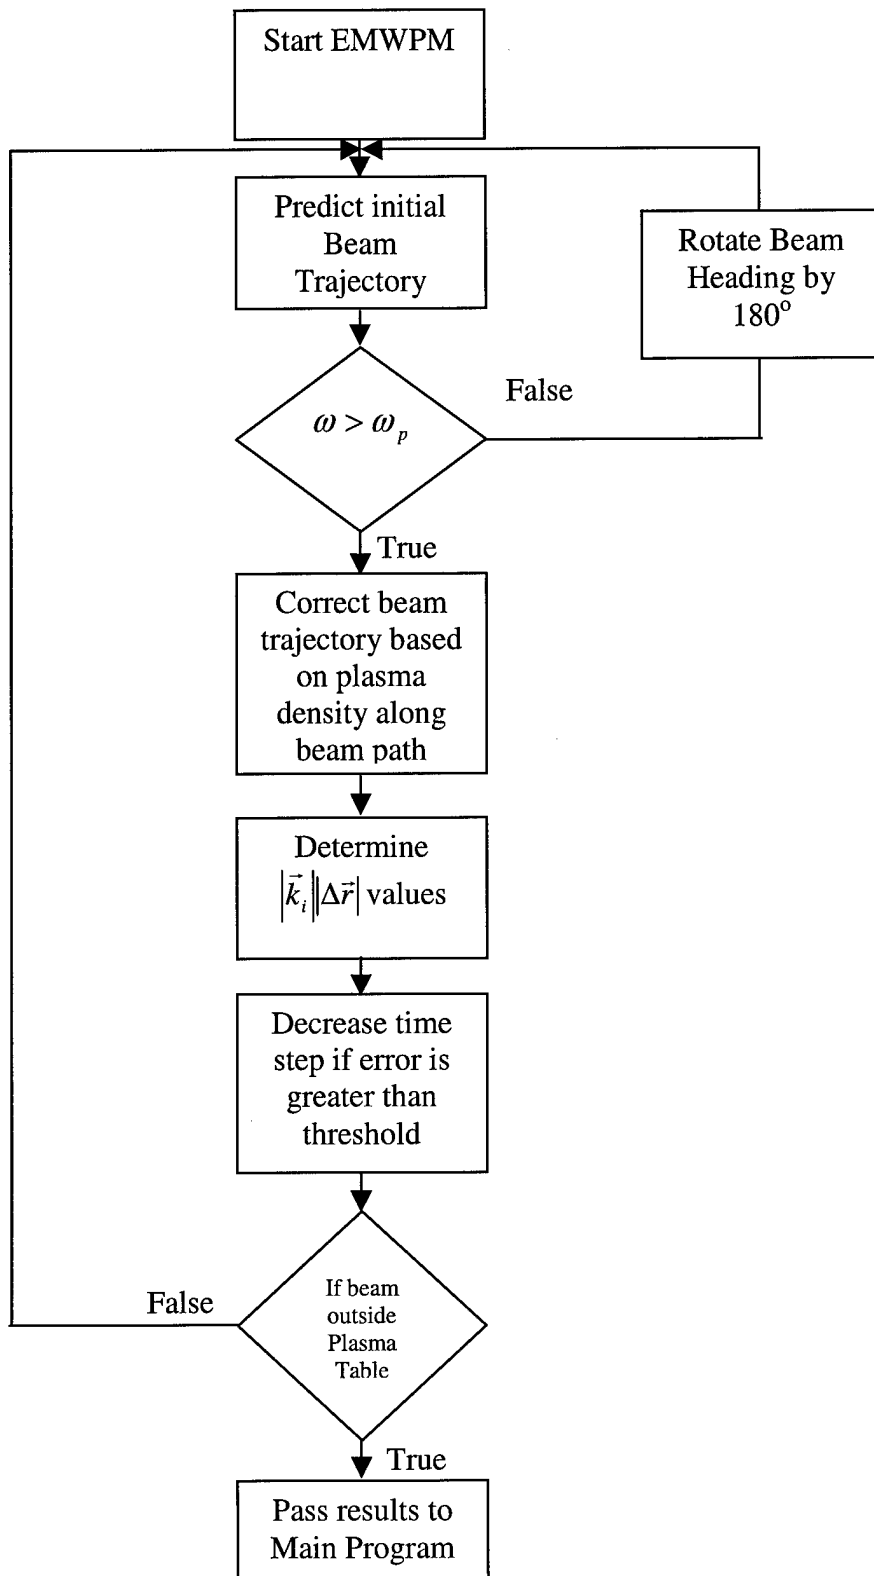 Start EMWPM
Predict initial
Beam
Trajectory
Rotate Beam
Heading by
180°
False
ω > ωₚ
True
Correct beam
trajectory based
on plasma
density along
beam path
Determine
|k⃗ᵢ||Δr⃗| values
Decrease time
step if error is
greater than
threshold
False
If beam
outside
Plasma
Table
True
Pass results to
Main Program